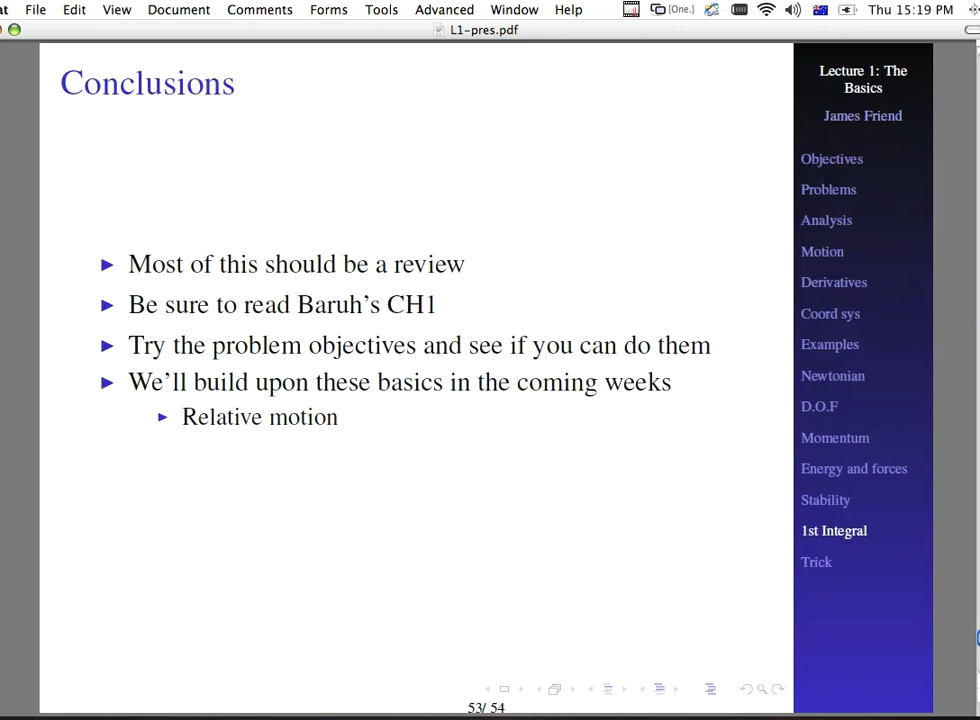 File Edit View Document Comments Forms Tools Advanced Window Help [One.] Thu 15:19 PM
L1-pres.pdf
Conclusions
Most of this should be a review
Be sure to read Baruh's CH1
Try the problem objectives and see if you can do them
We'll build upon these basics in the coming weeks
Relative motion
53/ 54
Lecture 1: The
Basics
James Friend
Objectives
Problems
Analysis
Motion
Derivatives
Coord sys
Examples
Newtonian
D.O.F
Momentum
Energy and forces
Stability
1st Integral
Trick